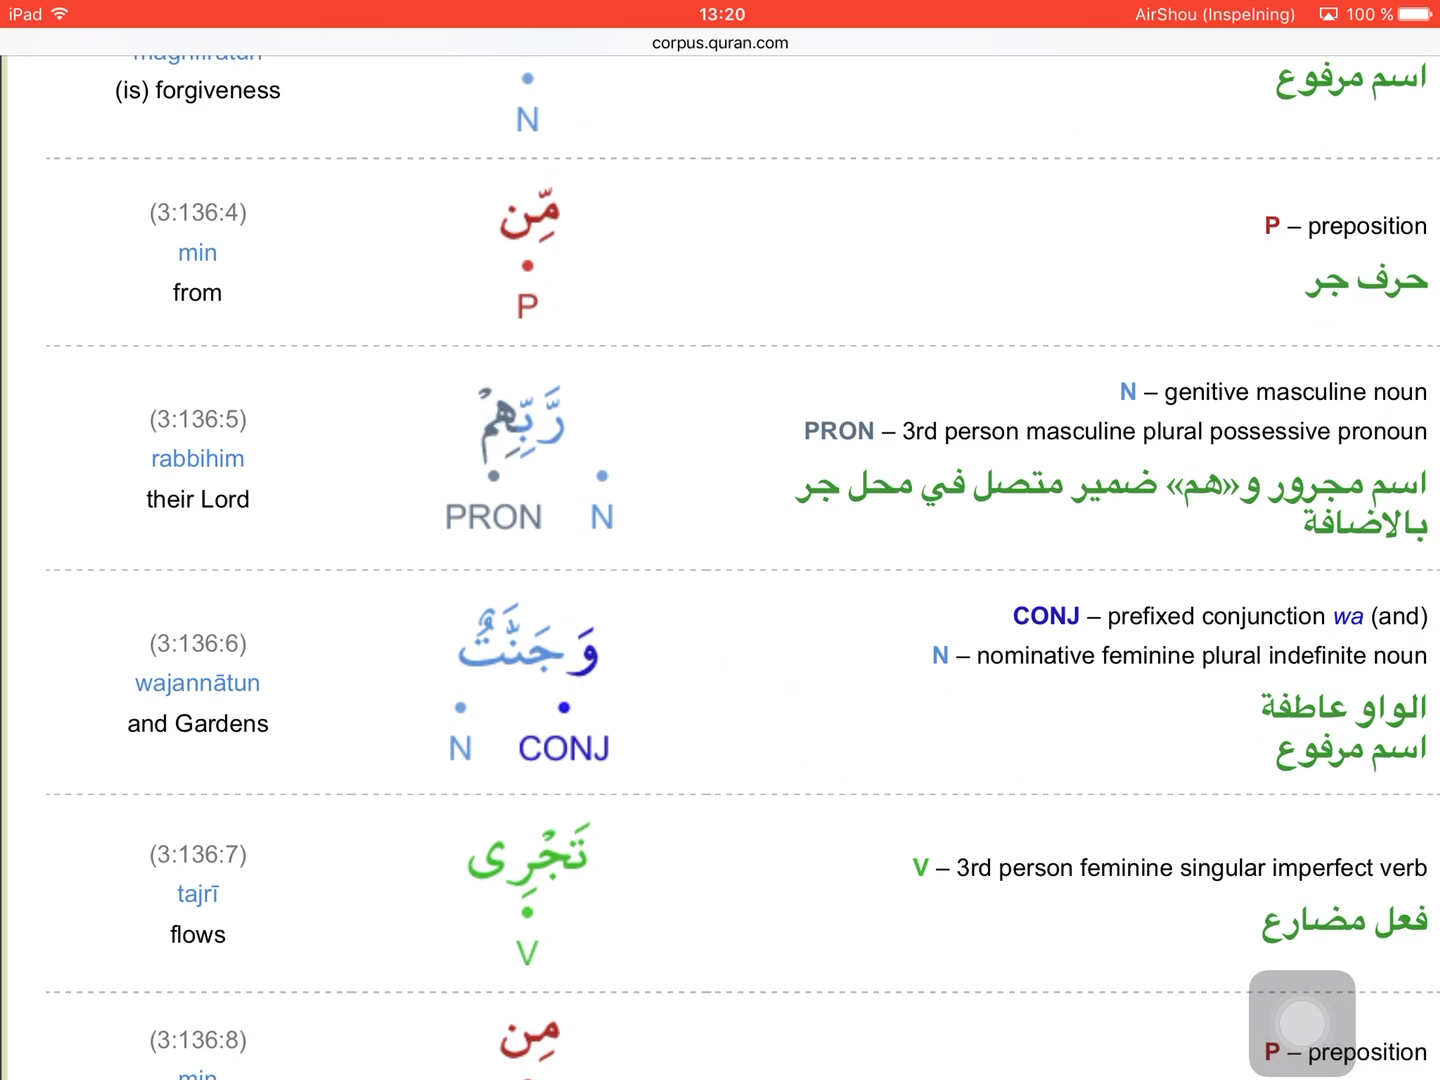 iPad 13:20 AirShou (Inspelning) 100 %
corpus.quran.com
maghfiratun
(is) forgiveness
N
اسم مرفوع
(3:136:4)
min
from
مِّن
P
P – preposition
حرف جر
(3:136:5)
rabbihim
their Lord
رَّبِّهِمْ
PRON N
N – genitive masculine noun
PRON – 3rd person masculine plural possessive pronoun
اسم مجرور و«هم» ضمير متصل في محل جر
بالاضافة
(3:136:6)
wajannātun
and Gardens
وَجَنَّٰتٌ
N CONJ
CONJ – prefixed conjunction wa (and)
N – nominative feminine plural indefinite noun
الواو عاطفة
اسم مرفوع
(3:136:7)
tajrī
flows
تَجْرِى
V
V – 3rd person feminine singular imperfect verb
فعل مضارع
(3:136:8)
min
مِن
P – preposition